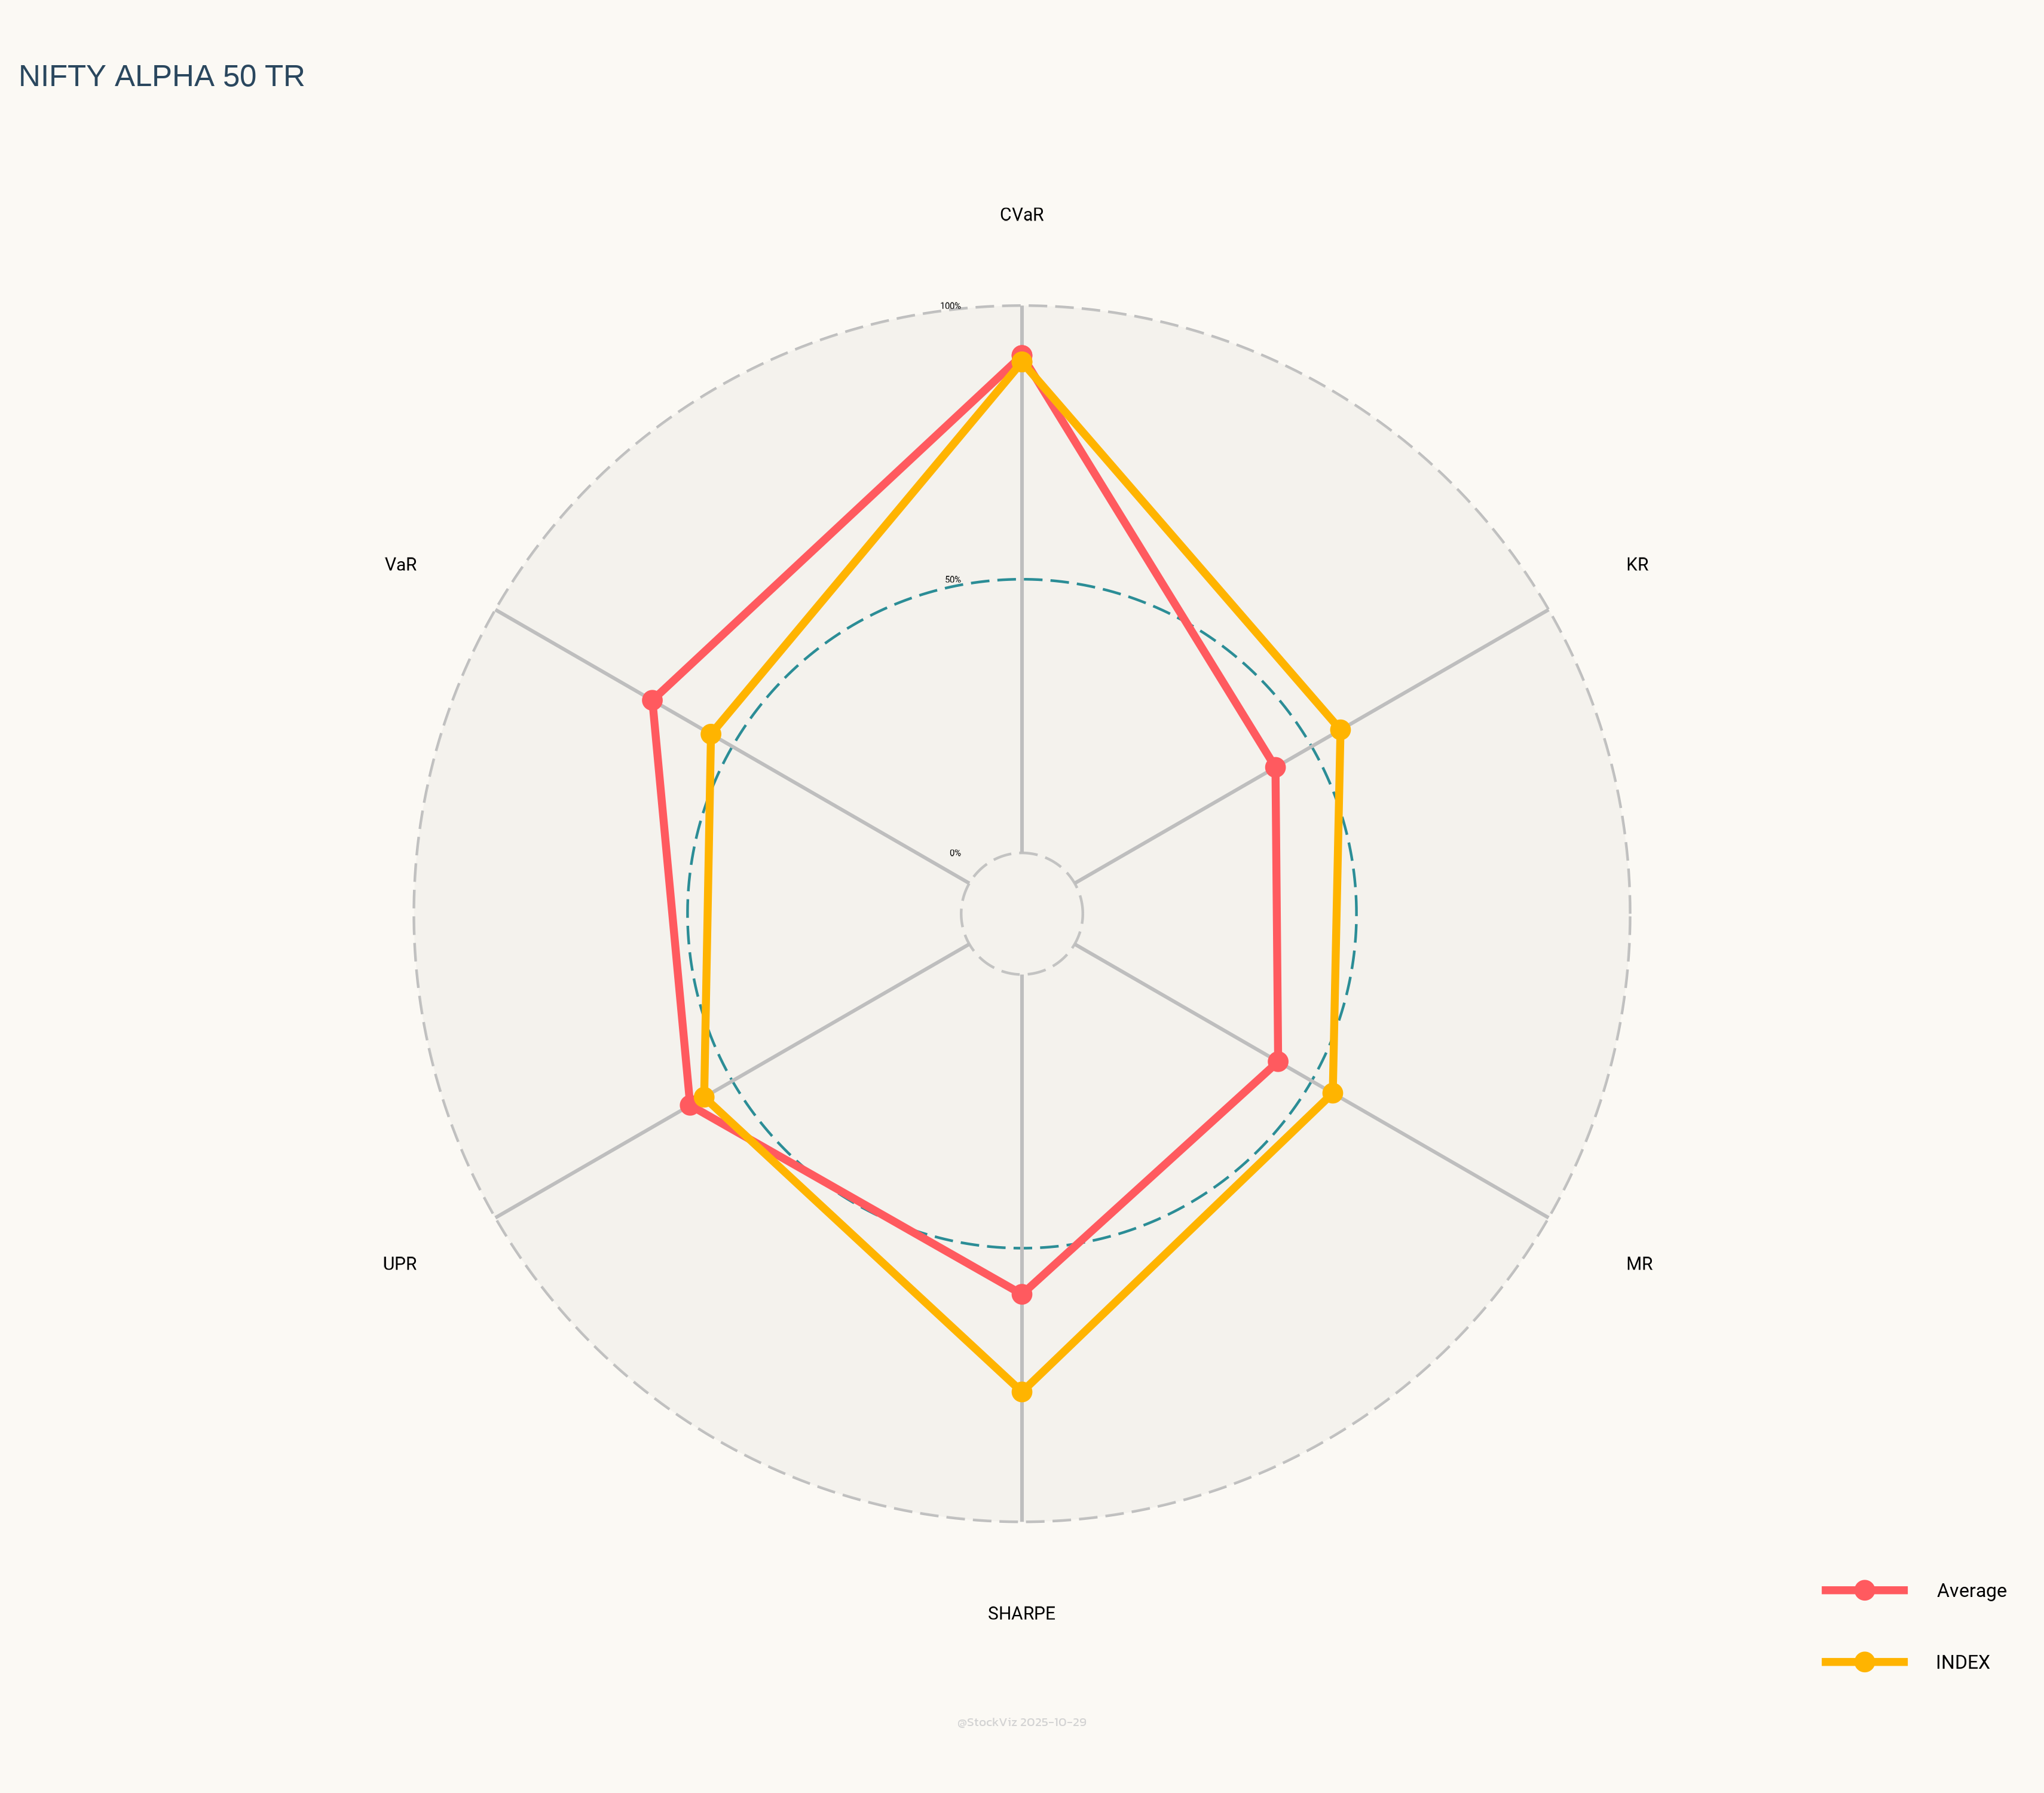 NIFTY ALPHA 50 TR
CVaR
100%
KR
VaR
50%
0%
UPR
MR
SHARPE
Average
INDEX
@StockViz 2025-10-29